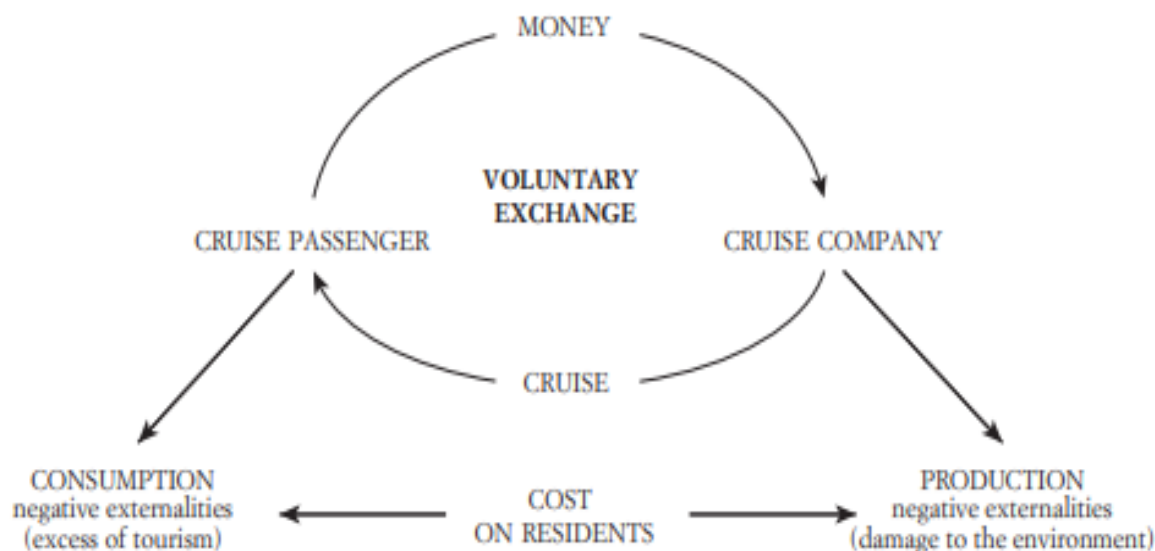 MONEY
VOLUNTARY
EXCHANGE
CRUISE PASSENGER
CRUISE COMPANY
CRUISE
CONSUMPTION
negative externalities
(excess of tourism)
COST
ON RESIDENTS
PRODUCTION
negative externalities
(damage to the environment)